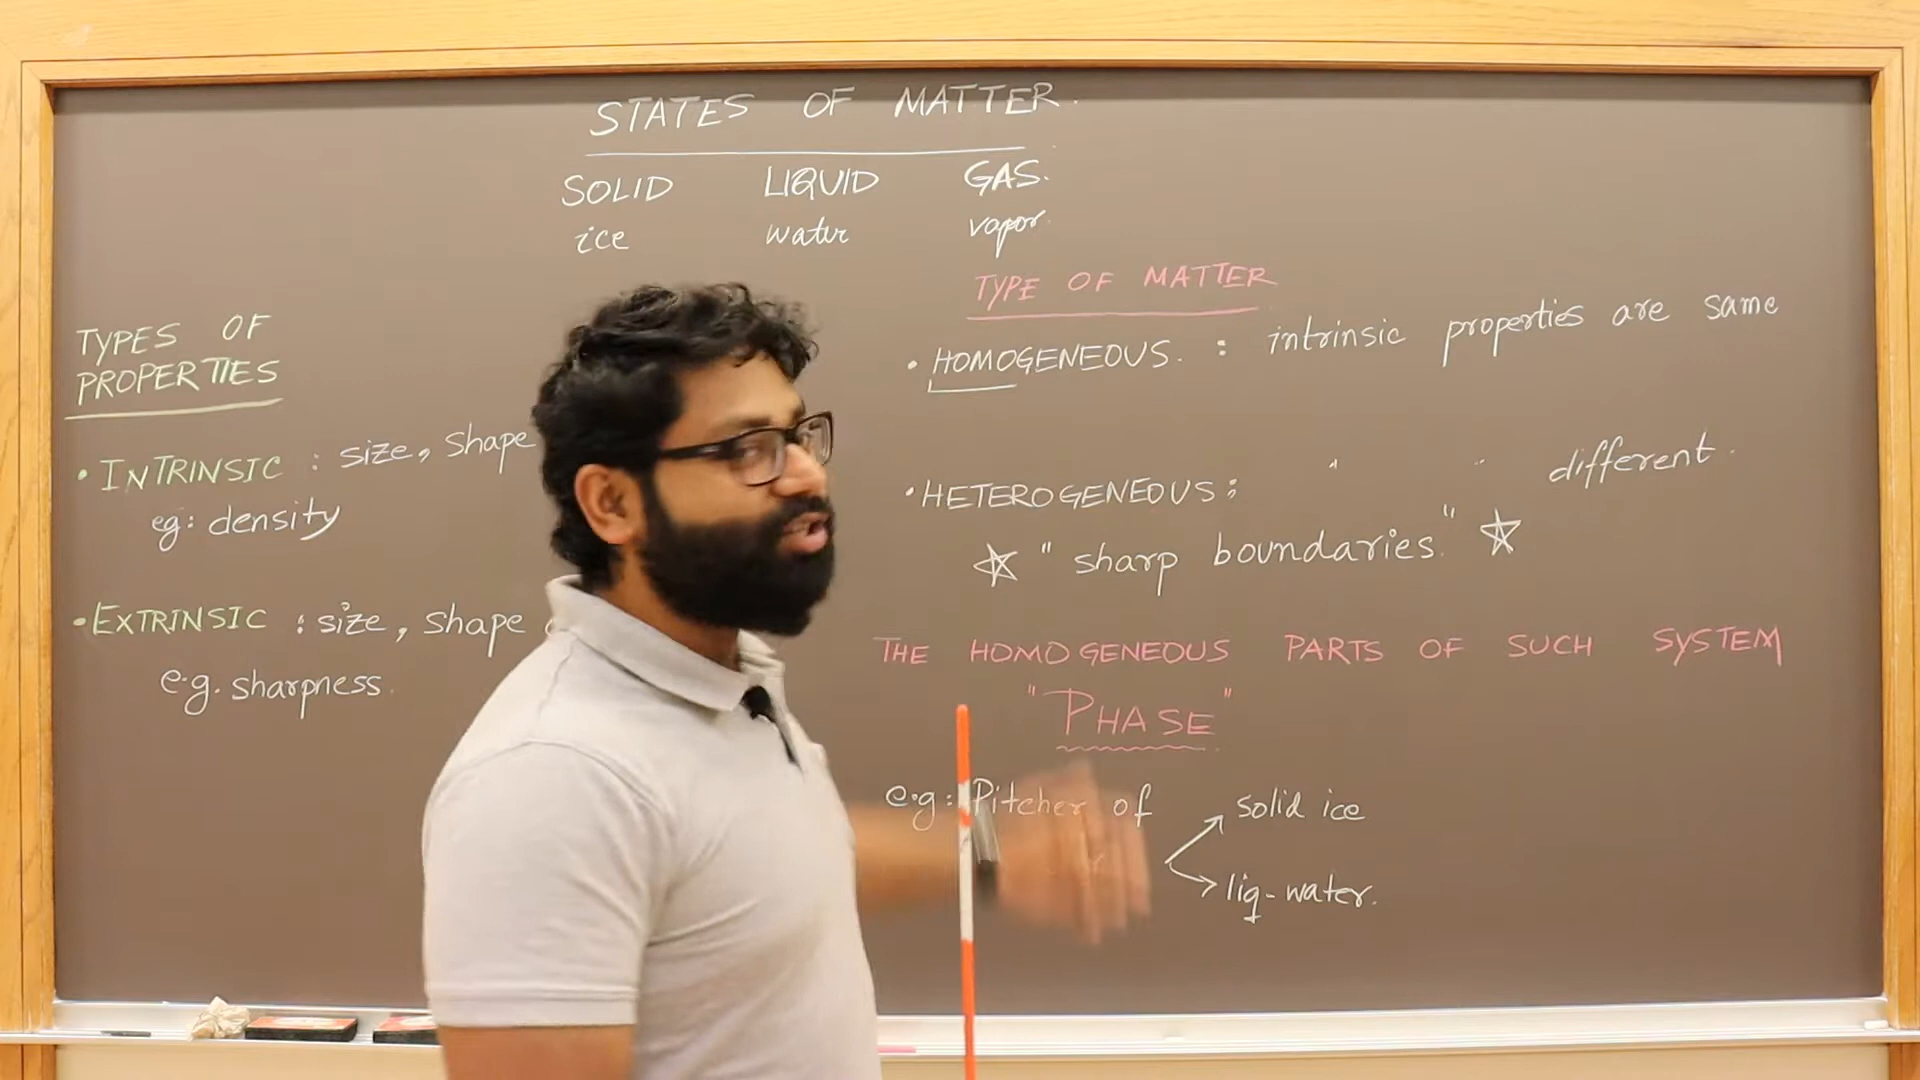 STATES OF MATTER.
SOLID LIQUID GAS.
ice water vapor.
TYPES OF
PROPERTIES
• INTRINSIC : size, shape
eg: density
• EXTRINSIC : size, shape
e.g. sharpness.
TYPE OF MATTER
• HOMOGENEOUS. : intrinsic properties are same
• HETEROGENEOUS: " " different.
☆ "sharp boundaries." ☆
THE HOMOGENEOUS PARTS OF SUCH SYSTEM
"PHASE"
e.g: Pitcher of
solid ice
liq-water.